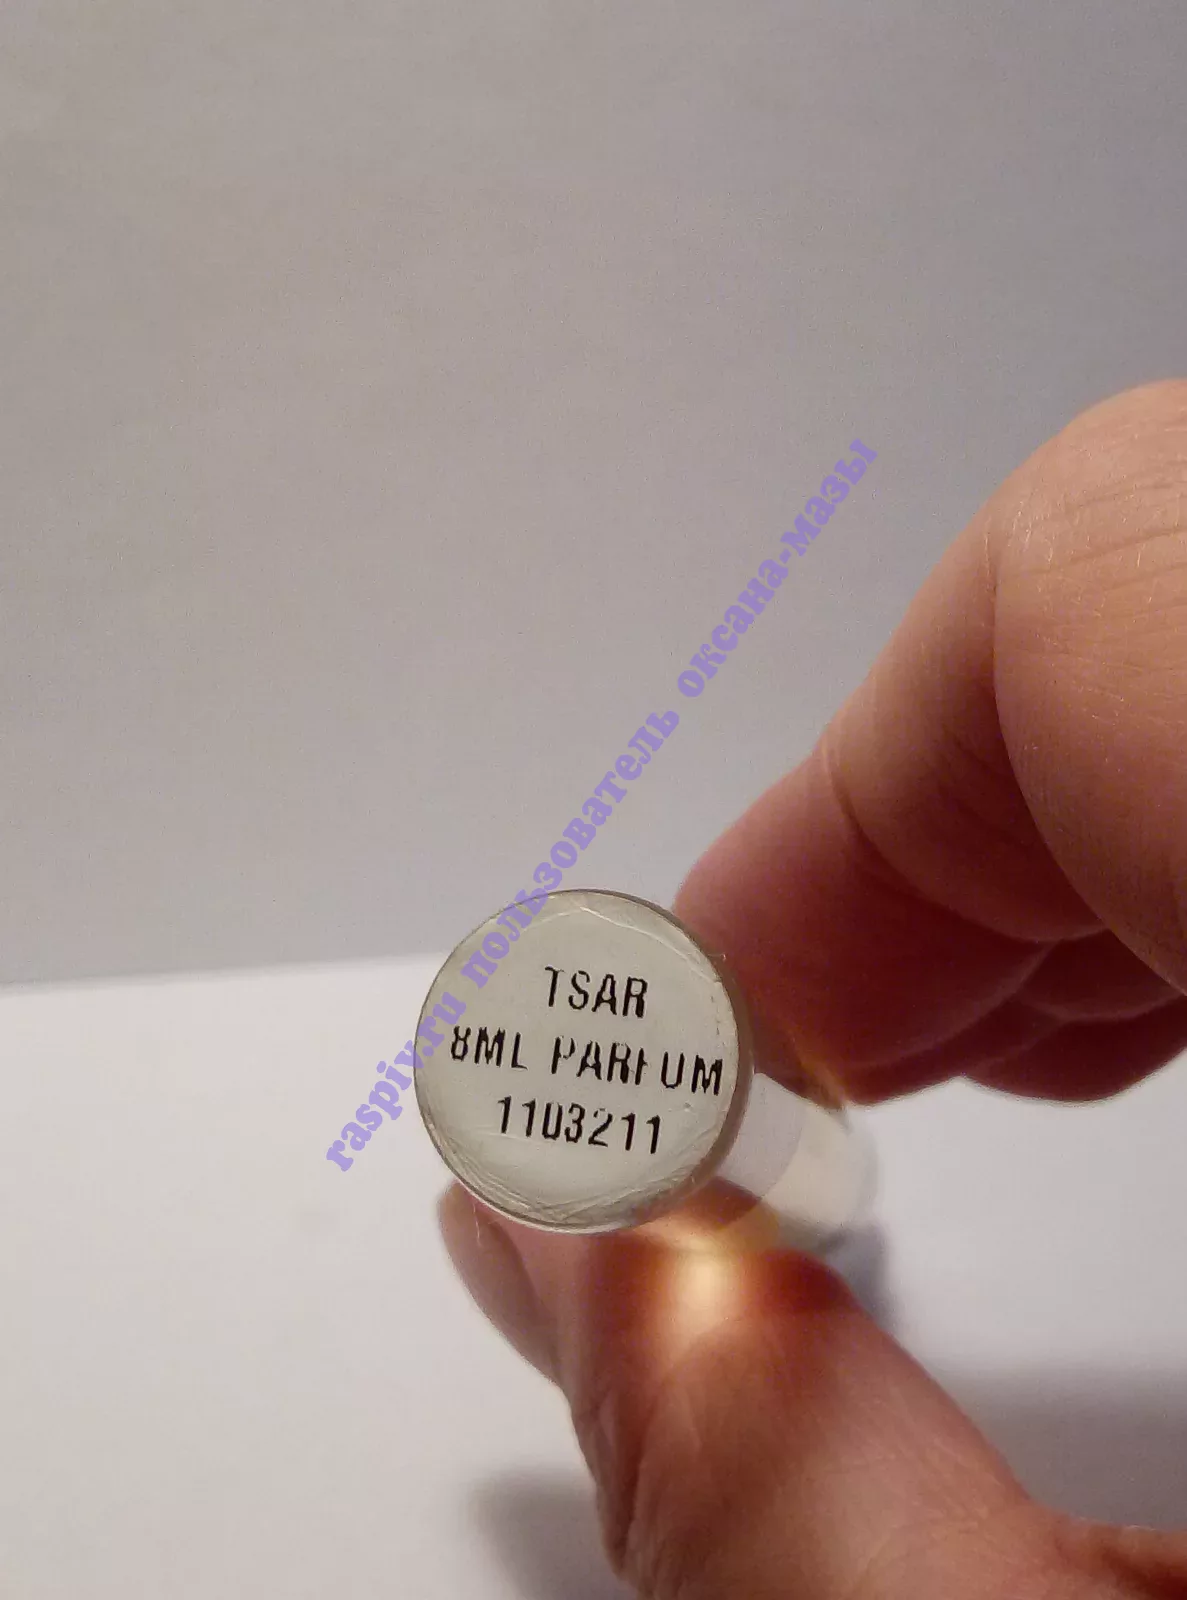 raspiv.ru пользователь оксана-мазы
TSAR
8ML PARFUM
1103211